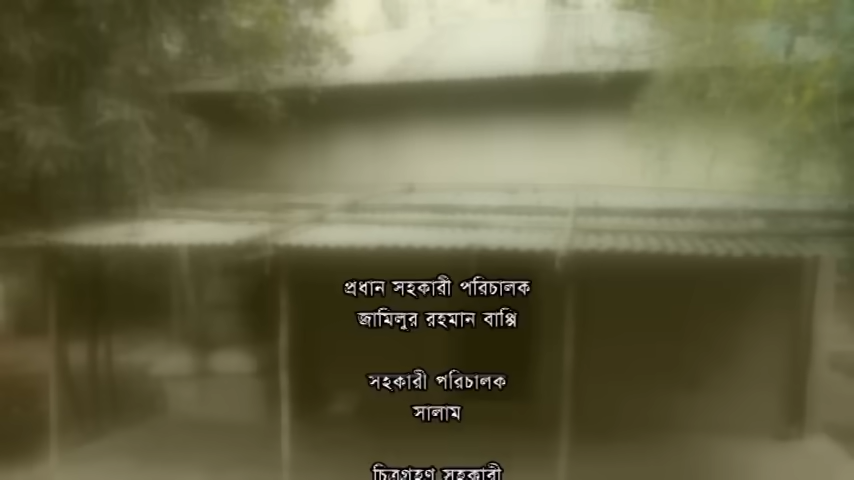 প্রধান সহকারী পরিচালক
জামিলুর রহমান বাপ্পি
সহকারী পরিচালক
সালাম
চিত্রগ্রহণ সহকারী